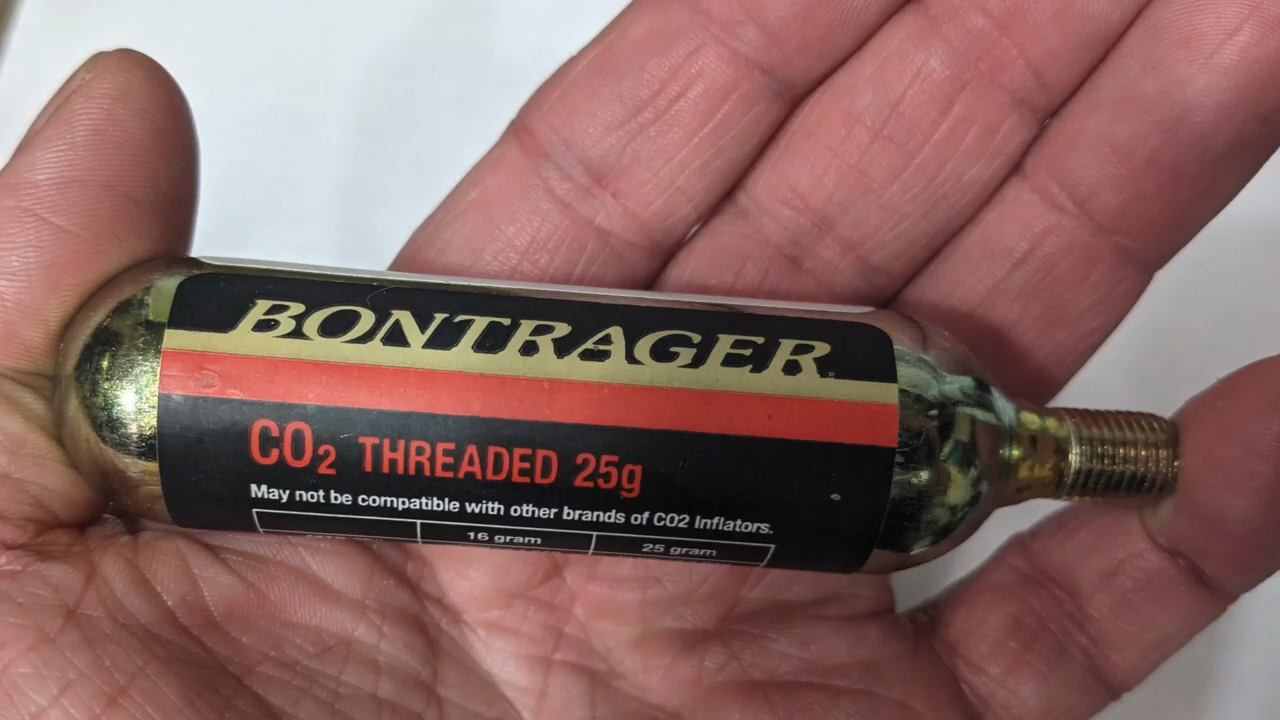 BONTRAGER
CO2 THREADED 25g
May not be compatible with other brands of CO2 Inflators.
16 gram 25 gram